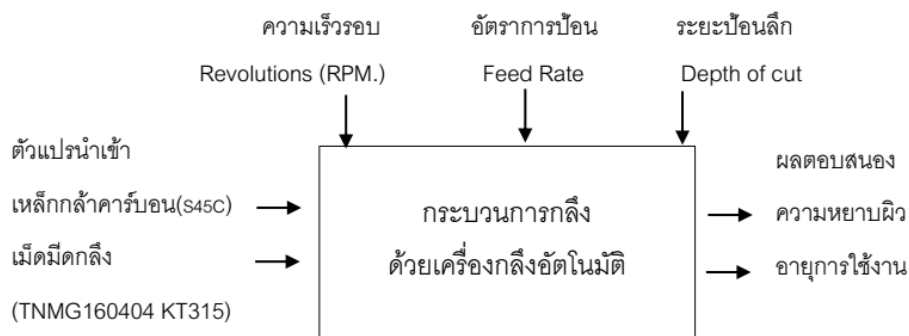 ความเร็วรอบ
Revolutions (RPM.)
อัตราการป้อน
Feed Rate
ระยะป้อนลึก
Depth of cut
ตัวแปรนำเข้า
เหล็กกล้าคาร์บอน(S45C)
เม็ดมีดกลึง
(TNMG160404 KT315)
กระบวนการกลึง
ด้วยเครื่องกลึงอัตโนมัติ
ผลตอบสนอง
ความหยาบผิว
อายุการใช้งาน